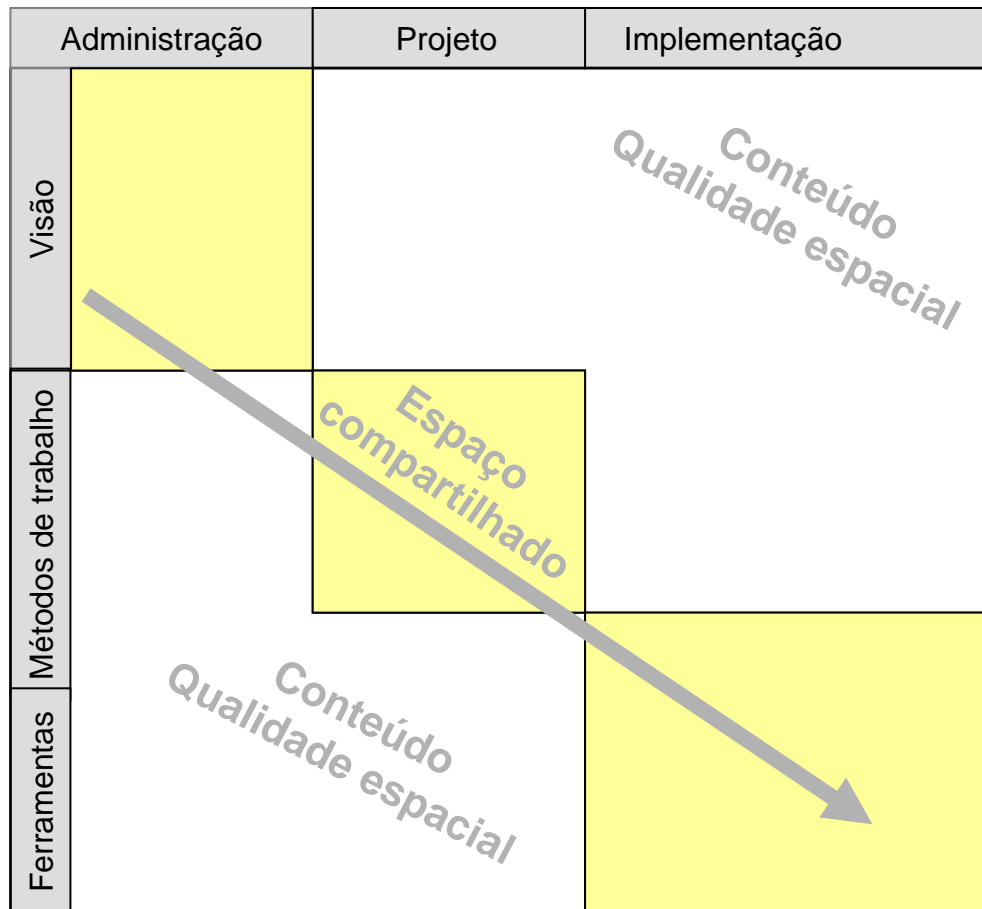 Administração
Projeto
Implementação
Visão
Conteúdo
Qualidade espacial
Métodos de trabalho
Espaço
compartilhado
Ferramentas
Conteúdo
Qualidade espacial